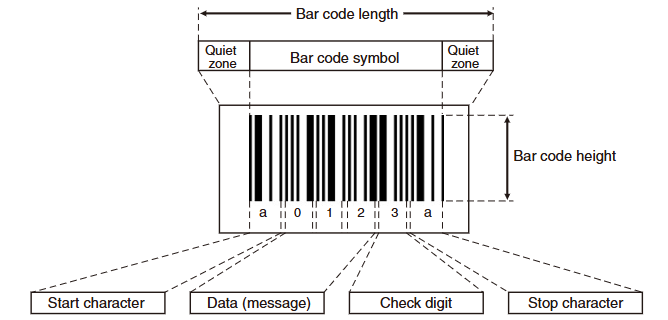 Bar code length
Quiet
zone
Bar code symbol
Quiet
zone
Bar code height
a 0 1 2 3 a
Start character
Data (message)
Check digit
Stop character